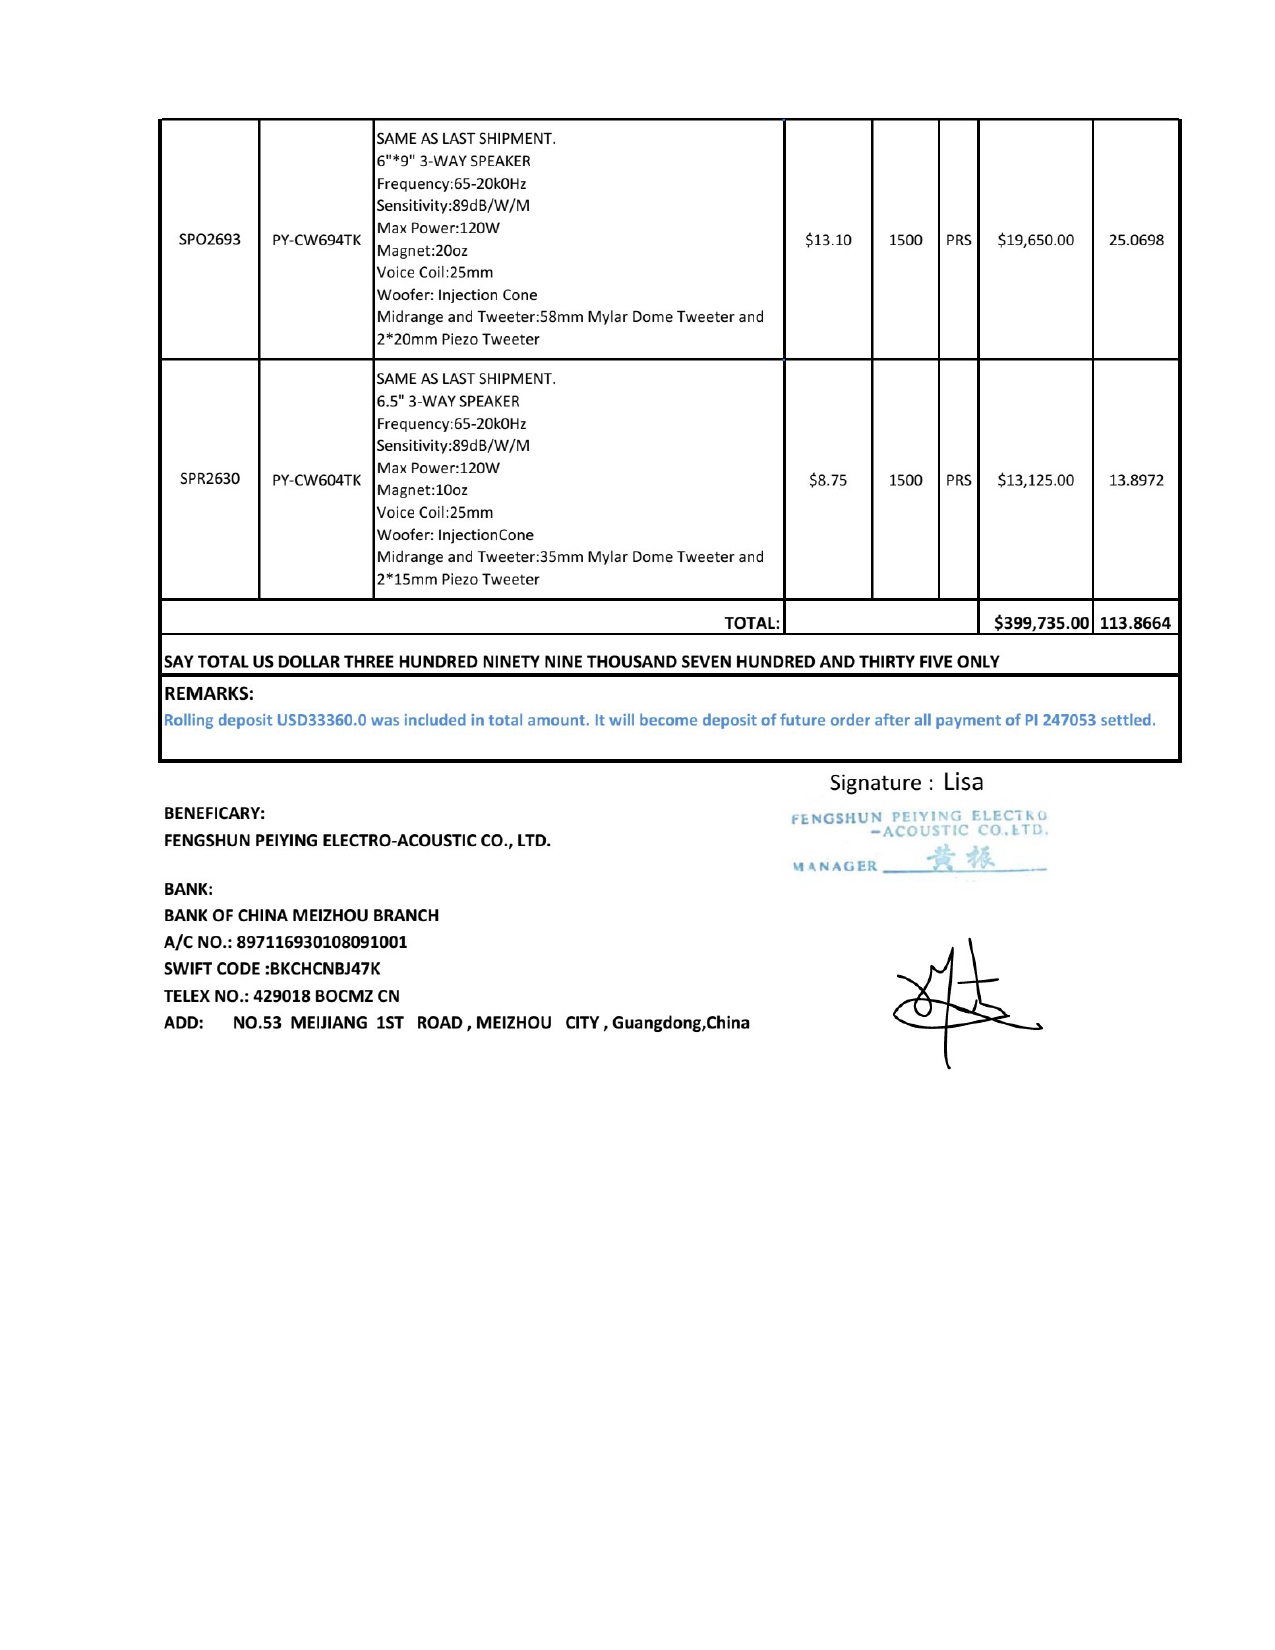 SAME AS LAST SHIPMENT.
6"*9" 3-WAY SPEAKER
Frequency:65-20k0Hz
Sensitivity:89dB/W/M
Max Power:120W
Magnet:20oz
Voice Coil:25mm
Woofer: Injection Cone
Midrange and Tweeter:58mm Mylar Dome Tweeter and
2*20mm Piezo Tweeter
SPO2693 PY-CW694TK $13.10 1500 PRS $19,650.00 25.0698
SAME AS LAST SHIPMENT.
6.5" 3-WAY SPEAKER
Frequency:65-20k0Hz
Sensitivity:89dB/W/M
Max Power:120W
Magnet:10oz
Voice Coil:25mm
Woofer: InjectionCone
Midrange and Tweeter:35mm Mylar Dome Tweeter and
2*15mm Piezo Tweeter
SPR2630 PY-CW604TK $8.75 1500 PRS $13,125.00 13.8972
TOTAL: $399,735.00 113.8664
SAY TOTAL US DOLLAR THREE HUNDRED NINETY NINE THOUSAND SEVEN HUNDRED AND THIRTY FIVE ONLY
REMARKS:
Rolling deposit USD33360.0 was included in total amount. It will become deposit of future order after all payment of PI 247053 settled.
Signature : Lisa
BENEFICARY:
FENGSHUN PEIYING ELECTRO-ACOUSTIC CO., LTD.
FENGSHUN PEIYING ELECTRO
-ACOUSTIC CO.LTD.
MANAGER 黄振
BANK:
BANK OF CHINA MEIZHOU BRANCH
A/C NO.: 897116930108091001
SWIFT CODE :BKCHCNBJ47K
TELEX NO.: 429018 BOCMZ CN
ADD: NO.53 MEIJIANG 1ST ROAD , MEIZHOU CITY , Guangdong,China